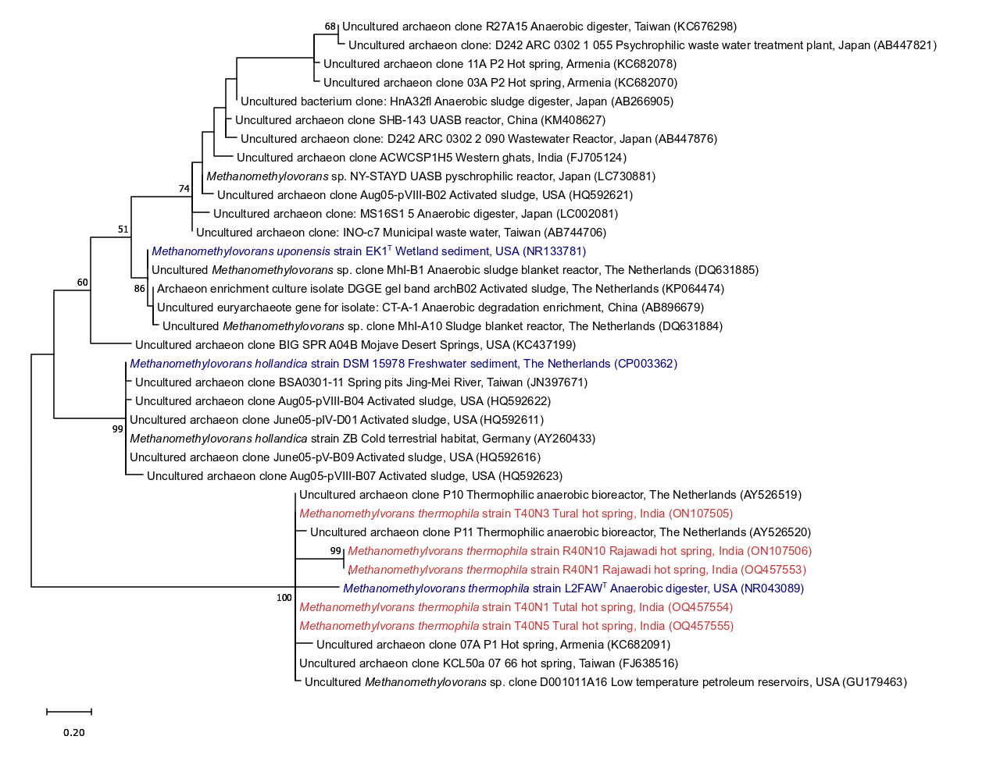 68
Uncultured archaeon clone R27A15 Anaerobic digester, Taiwan (KC676298)
Uncultured archaeon clone: D242 ARC 0302 1 055 Psychrophilic waste water treatment plant, Japan (AB447821)
Uncultured archaeon clone 11A P2 Hot spring, Armenia (KC682078)
Uncultured archaeon clone 03A P2 Hot spring, Armenia (KC682070)
Uncultured bacterium clone: HnA32fl Anaerobic sludge digester, Japan (AB266905)
Uncultured archaeon clone SHB-143 UASB reactor, China (KM408627)
Uncultured archaeon clone: D242 ARC 0302 2 090 Wastewater Reactor, Japan (AB447876)
Uncultured archaeon clone ACWCSP1H5 Western ghats, India (FJ705124)
Methanomethylovorans sp. NY-STAYD UASB pyschrophilic reactor, Japan (LC730881)
74
Uncultured archaeon clone Aug05-pVIII-B02 Activated sludge, USA (HQ592621)
Uncultured archaeon clone: MS16S1 5 Anaerobic digester, Japan (LC002081)
51
Uncultured archaeon clone: INO-c7 Municipal waste water, Taiwan (AB744706)
Methanomethylovorans uponensis strain EK1T Wetland sediment, USA (NR133781)
Uncultured Methanomethylovorans sp. clone MhI-B1 Anaerobic sludge blanket reactor, The Netherlands (DQ631885)
60
86
Archaeon enrichment culture isolate DGGE gel band archB02 Activated sludge, The Netherlands (KP064474)
Uncultured euryarchaeote gene for isolate: CT-A-1 Anaerobic degradation enrichment, China (AB896679)
Uncultured Methanomethylovorans sp. clone MhI-A10 Sludge blanket reactor, The Netherlands (DQ631884)
Uncultured archaeon clone BIG SPR A04B Mojave Desert Springs, USA (KC437199)
Methanomethylovorans hollandica strain DSM 15978 Freshwater sediment, The Netherlands (CP003362)
Uncultured archaeon clone BSA0301-11 Spring pits Jing-Mei River, Taiwan (JN397671)
Uncultured archaeon clone Aug05-pVIII-B04 Activated sludge, USA (HQ592622)
Uncultured archaeon clone June05-pIV-D01 Activated sludge, USA (HQ592611)
99
Methanomethylovorans hollandica strain ZB Cold terrestrial habitat, Germany (AY260433)
Uncultured archaeon clone June05-pV-B09 Activated sludge, USA (HQ592616)
Uncultured archaeon clone Aug05-pVIII-B07 Activated sludge, USA (HQ592623)
Uncultured archaeon clone P10 Thermophilic anaerobic bioreactor, The Netherlands (AY526519)
Methanomethylvorans thermophila strain T40N3 Tural hot spring, India (ON107505)
Uncultured archaeon clone P11 Thermophilic anaerobic bioreactor, The Netherlands (AY526520)
99
Methanomethylvorans thermophila strain R40N10 Rajawadi hot spring, India (ON107506)
Methanomethylvorans thermophila strain R40N1 Rajawadi hot spring, India (OQ457553)
Methanomethylovorans thermophila strain L2FAWT Anaerobic digester, USA (NR043089)
100
Methanomethylvorans thermophila strain T40N1 Tutal hot spring, India (OQ457554)
Methanomethylvorans thermophila strain T40N5 Tural hot spring, India (OQ457555)
Uncultured archaeon clone 07A P1 Hot spring, Armenia (KC682091)
Uncultured archaeon clone KCL50a 07 66 hot spring, Taiwan (FJ638516)
Uncultured Methanomethylovorans sp. clone D001011A16 Low temperature petroleum reservoirs, USA (GU179463)
0.20